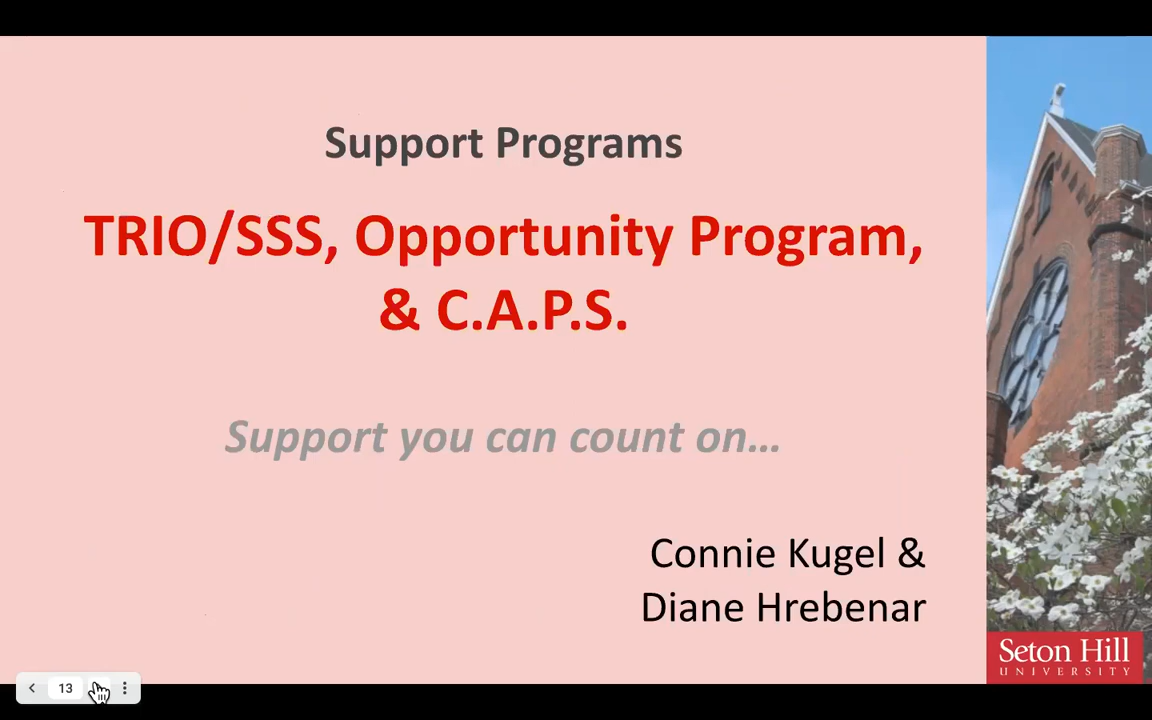 Support Programs
TRIO/SSS, Opportunity Program,
& C.A.P.S.
Support you can count on…
Connie Kugel &
Diane Hrebenar
Seton Hill
UNIVERSITY
13